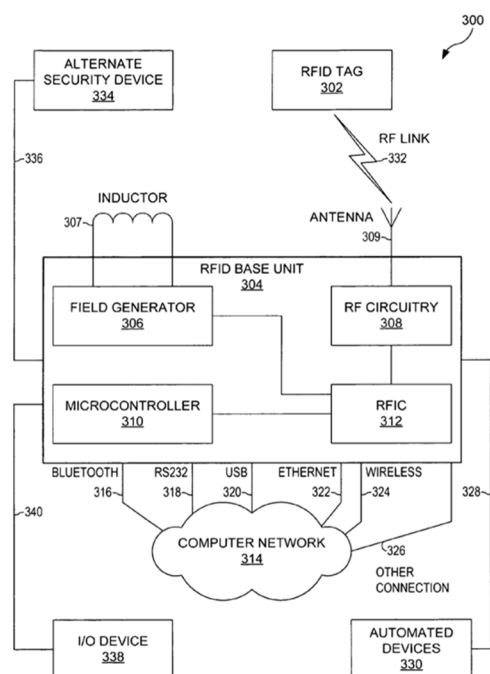 300
ALTERNATE
SECURITY DEVICE
334
RFID TAG
302
336
RF LINK
332
INDUCTOR
307
ANTENNA
309
RFID BASE UNIT
304
FIELD GENERATOR
306
RF CIRCUITRY
308
MICROCONTROLLER
310
RFIC
312
BLUETOOTH
316
RS232
318
USB
320
ETHERNET
322
WIRELESS
324
328
340
COMPUTER NETWORK
314
326
OTHER
CONNECTION
I/O DEVICE
338
AUTOMATED
DEVICES
330